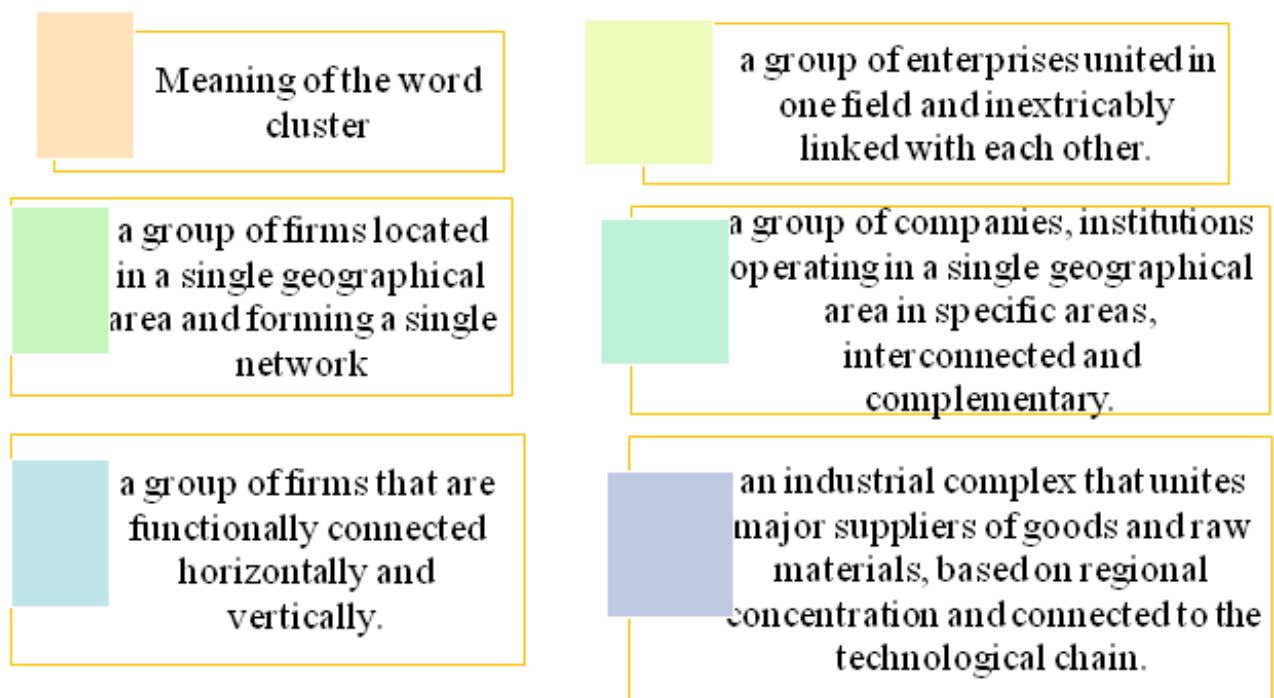 Meaning of the word
cluster
a group of enterprises united in
one field and inextricably
linked with each other.
a group of firms located
in a single geographical
area and forming a single
network
a group of companies, institutions
operating in a single geographical
area in specific areas,
interconnected and
complementary.
a group of firms that are
functionally connected
horizontally and
vertically.
an industrial complex that unites
major suppliers of goods and raw
materials, based on regional
concentration and connected to the
technological chain.